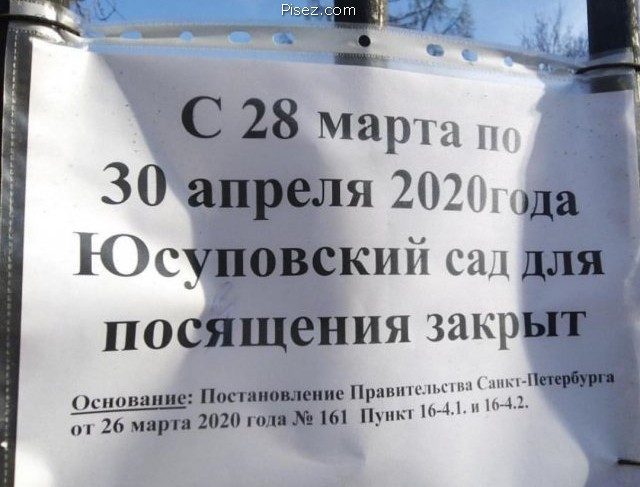 Pisez.com
С 28 марта по
30 апреля 2020года
Юсуповский сад для
посящения закрыт
Основание: Постановление Правительства Санкт-Петербурга
от 26 марта 2020 года № 161 Пункт 16-4.1. и 16-4.2.